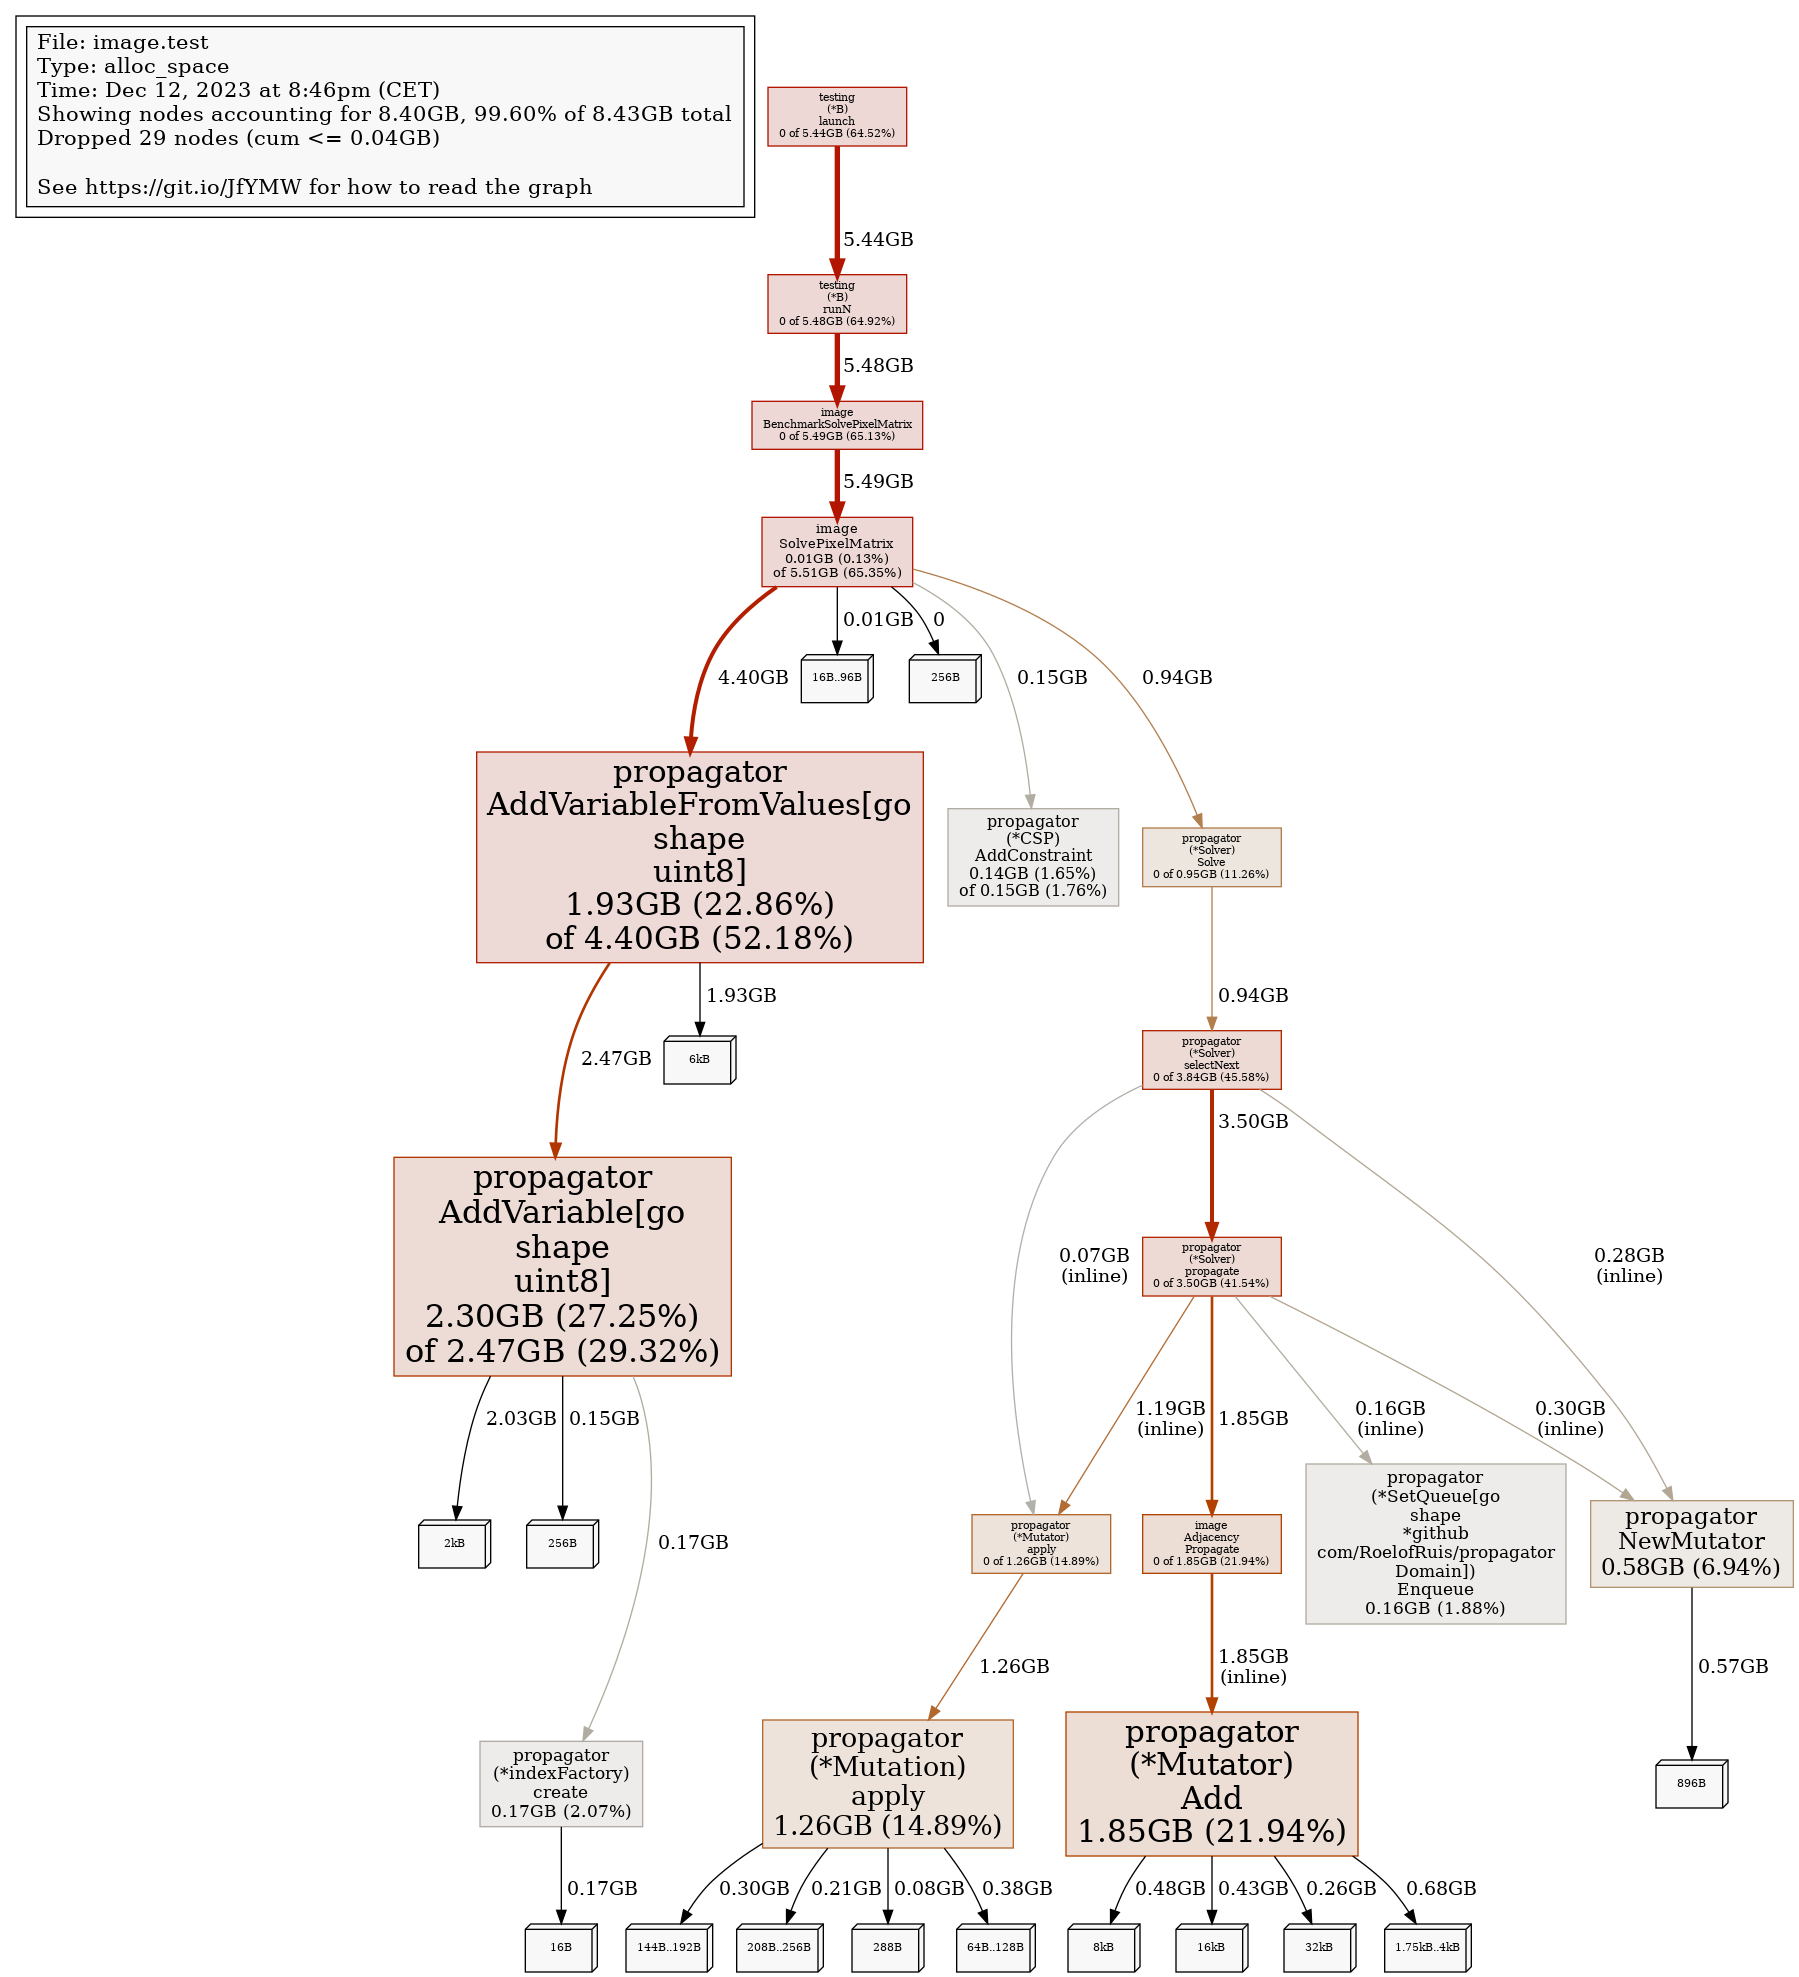 File: image.test
Type: alloc_space
Time: Dec 12, 2023 at 8:46pm (CET)
Showing nodes accounting for 8.40GB, 99.60% of 8.43GB total
Dropped 29 nodes (cum <= 0.04GB)
See https://git.io/JfYMW for how to read the graph
testing
(*B)
launch
0 of 5.44GB (64.52%)
5.44GB
testing
(*B)
runN
0 of 5.48GB (64.92%)
5.48GB
image
BenchmarkSolvePixelMatrix
0 of 5.49GB (65.13%)
5.49GB
image
SolvePixelMatrix
0.01GB (0.13%)
of 5.51GB (65.35%)
4.40GB
0.01GB
0
0.15GB
0.94GB
16B..96B
256B
propagator
AddVariableFromValues[go
shape
uint8]
1.93GB (22.86%)
of 4.40GB (52.18%)
propagator
(*CSP)
AddConstraint
0.14GB (1.65%)
of 0.15GB (1.76%)
propagator
(*Solver)
Solve
0 of 0.95GB (11.26%)
2.47GB
1.93GB
6kB
0.94GB
propagator
(*Solver)
selectNext
0 of 3.84GB (45.58%)
3.50GB
0.07GB
(inline)
0.28GB
(inline)
propagator
AddVariable[go
shape
uint8]
2.30GB (27.25%)
of 2.47GB (29.32%)
propagator
(*Solver)
propagate
0 of 3.50GB (41.54%)
2.03GB
0.15GB
0.17GB
2kB
256B
1.19GB
(inline)
1.85GB
0.16GB
(inline)
0.30GB
(inline)
propagator
(*Mutator)
apply
0 of 1.26GB (14.89%)
image
Adjacency
Propagate
0 of 1.85GB (21.94%)
propagator
(*SetQueue[go
shape
*github
com/RoelofRuis/propagator
Domain])
Enqueue
0.16GB (1.88%)
propagator
NewMutator
0.58GB (6.94%)
1.26GB
1.85GB
(inline)
0.57GB
896B
propagator
(*indexFactory)
create
0.17GB (2.07%)
propagator
(*Mutation)
apply
1.26GB (14.89%)
propagator
(*Mutator)
Add
1.85GB (21.94%)
0.17GB
0.30GB
0.21GB
0.08GB
0.38GB
0.48GB
0.43GB
0.26GB
0.68GB
16B
144B..192B
208B..256B
288B
64B..128B
8kB
16kB
32kB
1.75kB..4kB